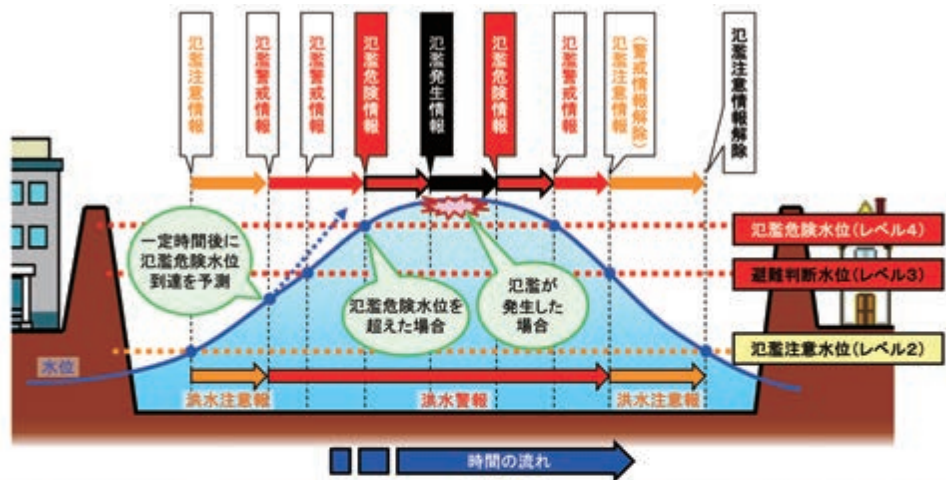 氾濫注意情報
氾濫警戒情報
氾濫警戒情報
氾濫危険情報
氾濫発生情報
氾濫危険情報
氾濫警戒情報
氾濫注意情報
(警戒情報解除)
氾濫注意情報解除
一定時間後に
氾濫危険水位
到達を予測
氾濫危険水位を
超えた場合
氾濫が
発生した
場合
氾濫危険水位(レベル4)
避難判断水位(レベル3)
氾濫注意水位(レベル2)
水位
洪水注意報
洪水警報
洪水注意報
時間の流れ